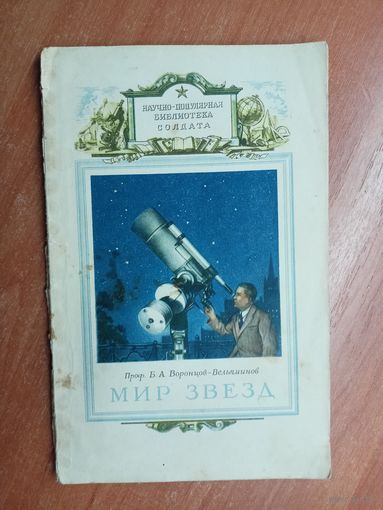 НАУЧНО-ПОПУЛЯРНАЯ
БИБЛИОТЕКА
СОЛДАТА
Проф. Б. А. Воронцов-Вельяминов
МИР ЗВЕЗД